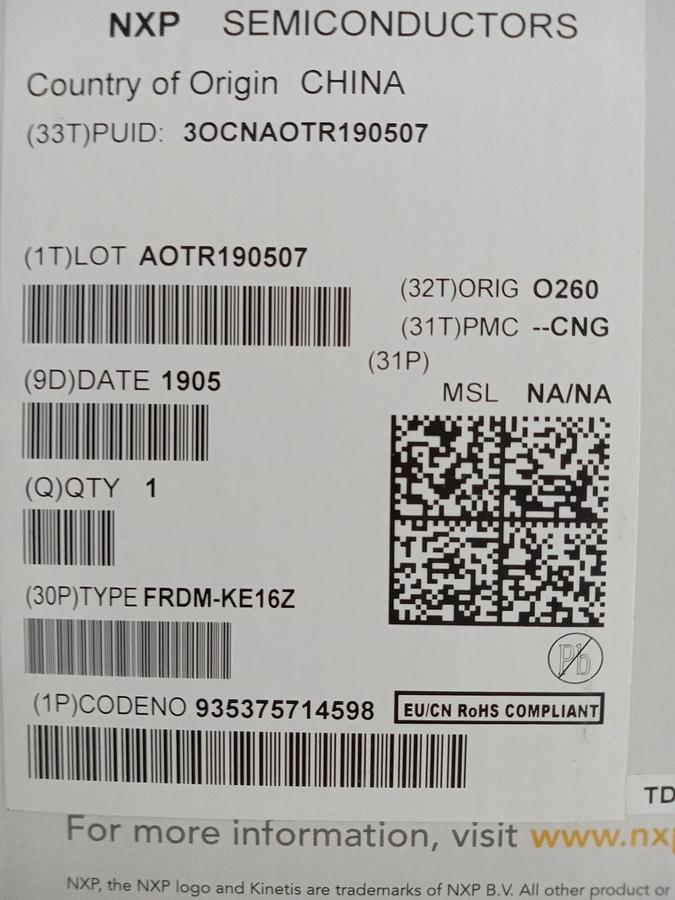 NXP SEMICONDUCTORS
Country of Origin CHINA
(33T)PUID: 3OCNAOTR190507
(1T)LOT AOTR190507
(32T)ORIG O260
(31T)PMC --CNG
(31P)
MSL NA/NA
(9D)DATE 1905
(Q)QTY 1
(30P)TYPE FRDM-KE16Z
Pb
(1P)CODENO 935375714598
EU/CN RoHS COMPLIANT
TD
For more information, visit www.nxp
NXP, the NXP logo and Kinetis are trademarks of NXP B.V. All other product or